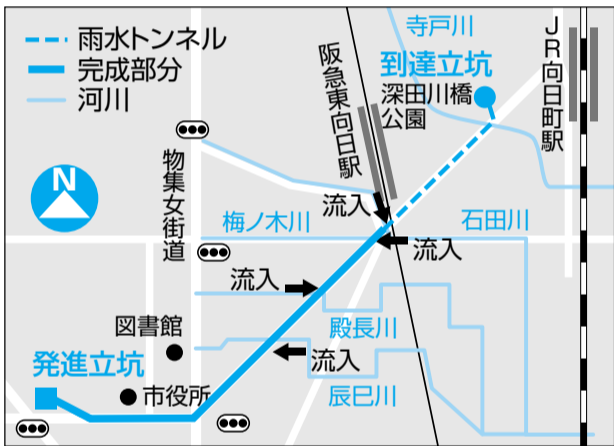 雨水トンネル
完成部分
河川
寺戸川
到達立坑
深田川橋
公園
JR向日町駅
阪急東向日駅
物集女街道
N
流入
梅ノ木川
石田川
流入
流入
殿長川
図書館
流入
発進立坑
市役所
辰巳川